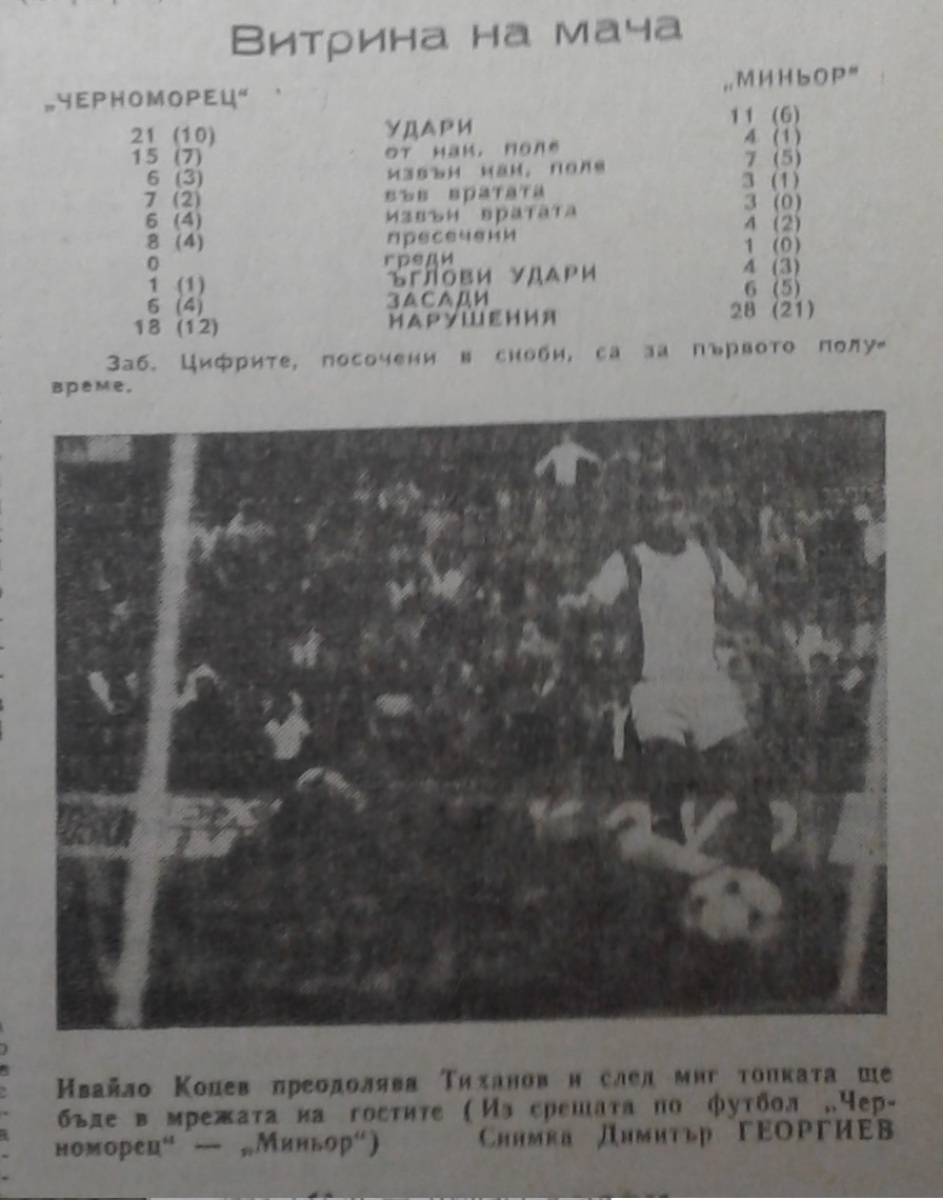 Витрина на мача
„ЧЕРНОМОРЕЦ“ „МИНЬОР“
21 (10) УДАРИ 11 (6)
15 (7) от нак. поле 4 (1)
6 (3) извън нак. поле 7 (5)
7 (2) във вратата 3 (1)
6 (4) извън вратата 3 (0)
8 (4) пресечени 4 (2)
0 греди 1 (0)
1 (1) ЪГЛОВИ УДАРИ 4 (3)
6 (4) ЗАСАДИ 6 (5)
18 (12) НАРУШЕНИЯ 28 (21)
Заб. Цифрите, посочени в скоби, са за първото полу-
време.
Ивайло Коцев преодолява Тиханов и след миг топката ще
бъде в мрежата на гостите (Из срещата по футбол „Чер-
номорец“ — „Миньор“) Снимка Димитър ГЕОРГИЕВ